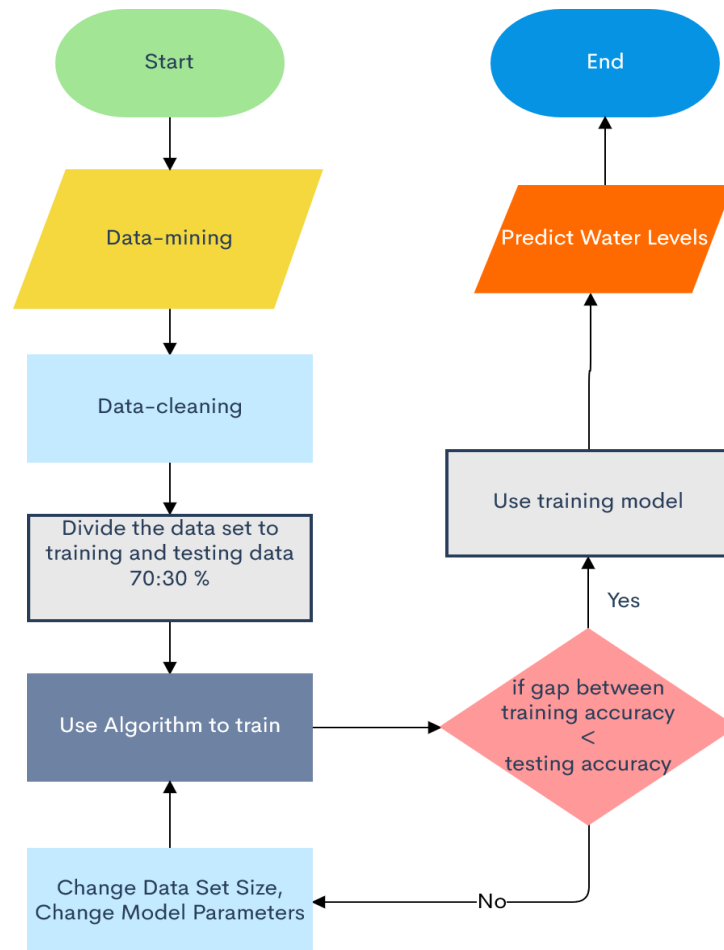 Start
Data-mining
Data-cleaning
Divide the data set to
training and testing data
70:30 %
Use Algorithm to train
Change Data Set Size,
Change Model Parameters
No
if gap between
training accuracy
<
testing accuracy
Yes
Use training model
Predict Water Levels
End